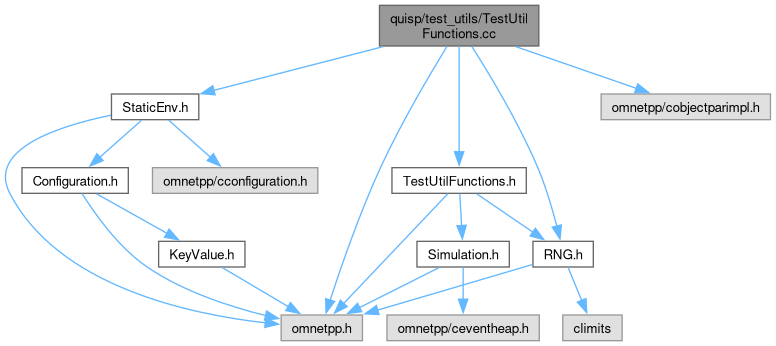 quisp/test_utils/TestUtil
Functions.cc
StaticEnv.h
omnetpp/cobjectparimpl.h
Configuration.h
omnetpp/cconfiguration.h
TestUtilFunctions.h
KeyValue.h
Simulation.h
RNG.h
omnetpp.h
omnetpp/ceventheap.h
climits